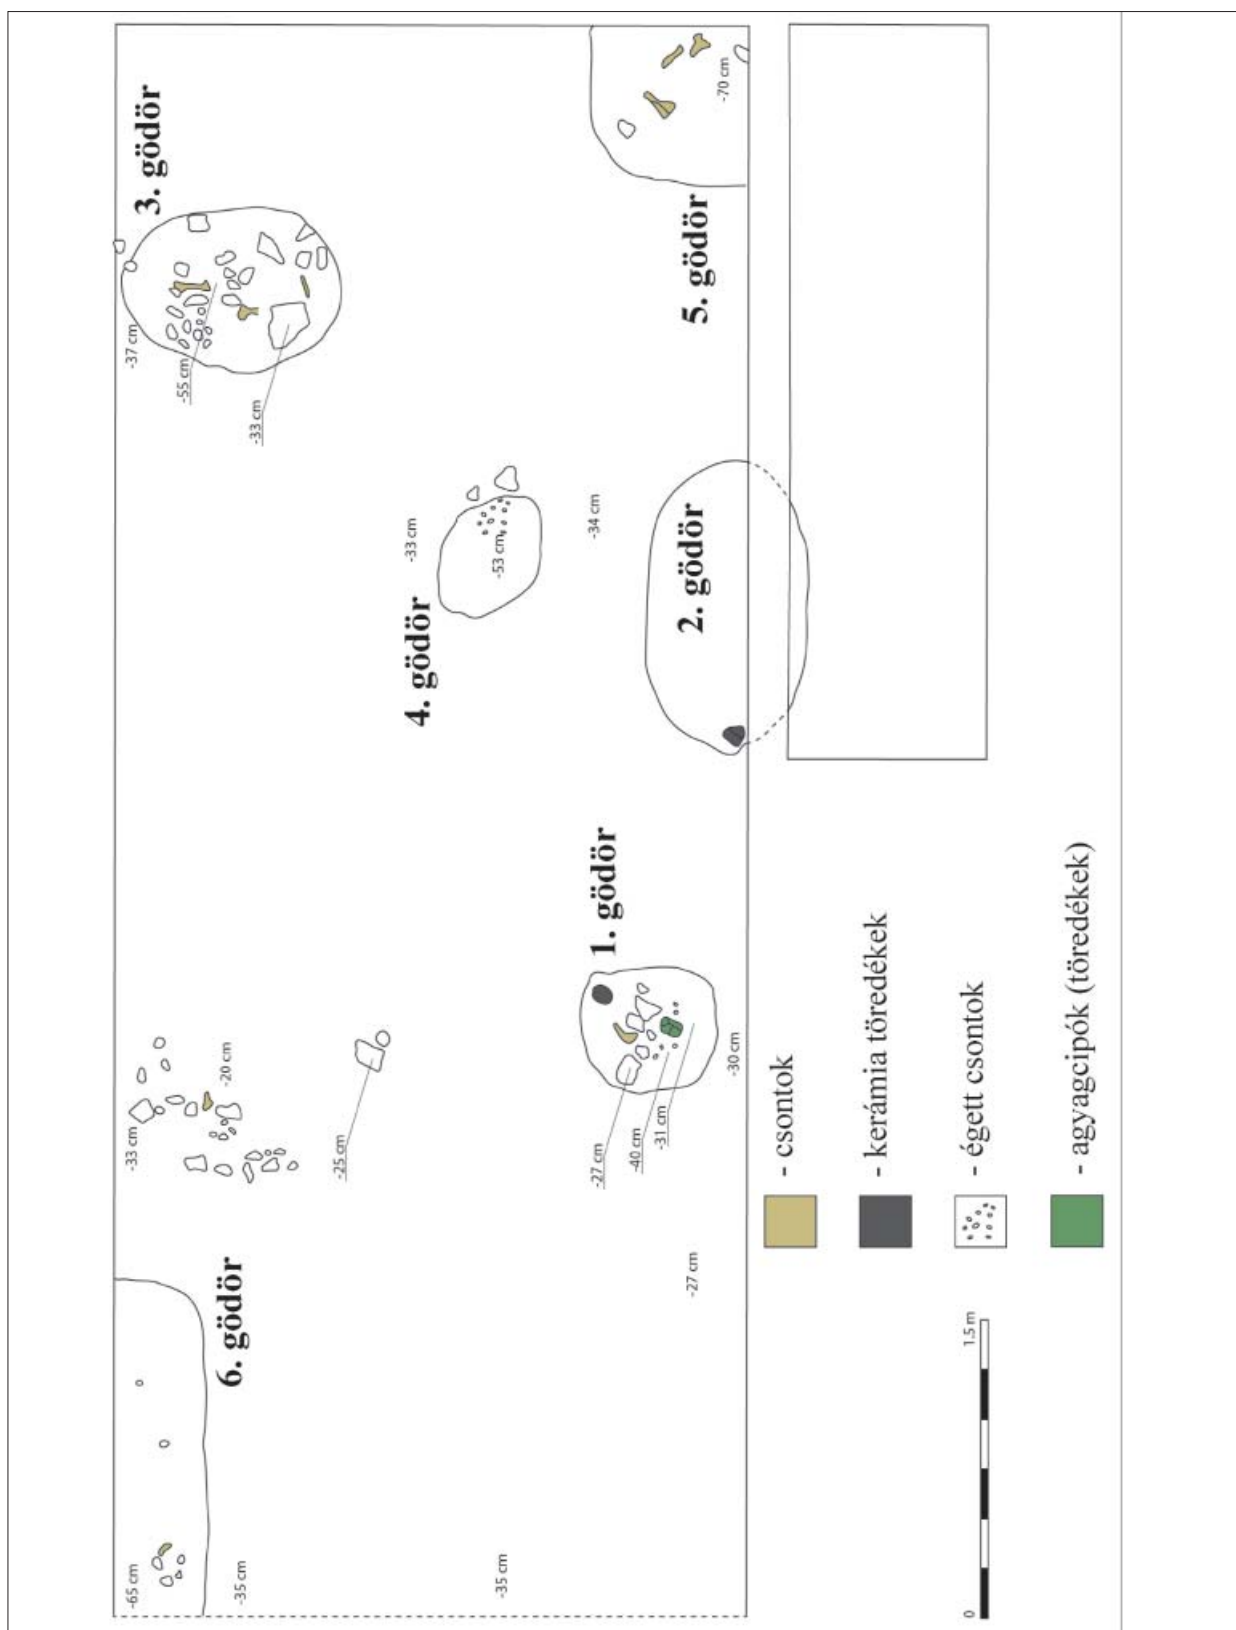 3. gödör
-37 cm
-55 cm
-33 cm
-70 cm
5. gödör
-33 cm
-53 cm
-34 cm
4. gödör
2. gödör
1. gödör
-30 cm
-27 cm
-40 cm
-31 cm
-33 cm
-20 cm
-25 cm
6. gödör
-27 cm
-65 cm
-35 cm
-35 cm
- csontok
- kerámia töredékek
- égett csontok
- agyagcipók (töredékek)
0 1.5 m